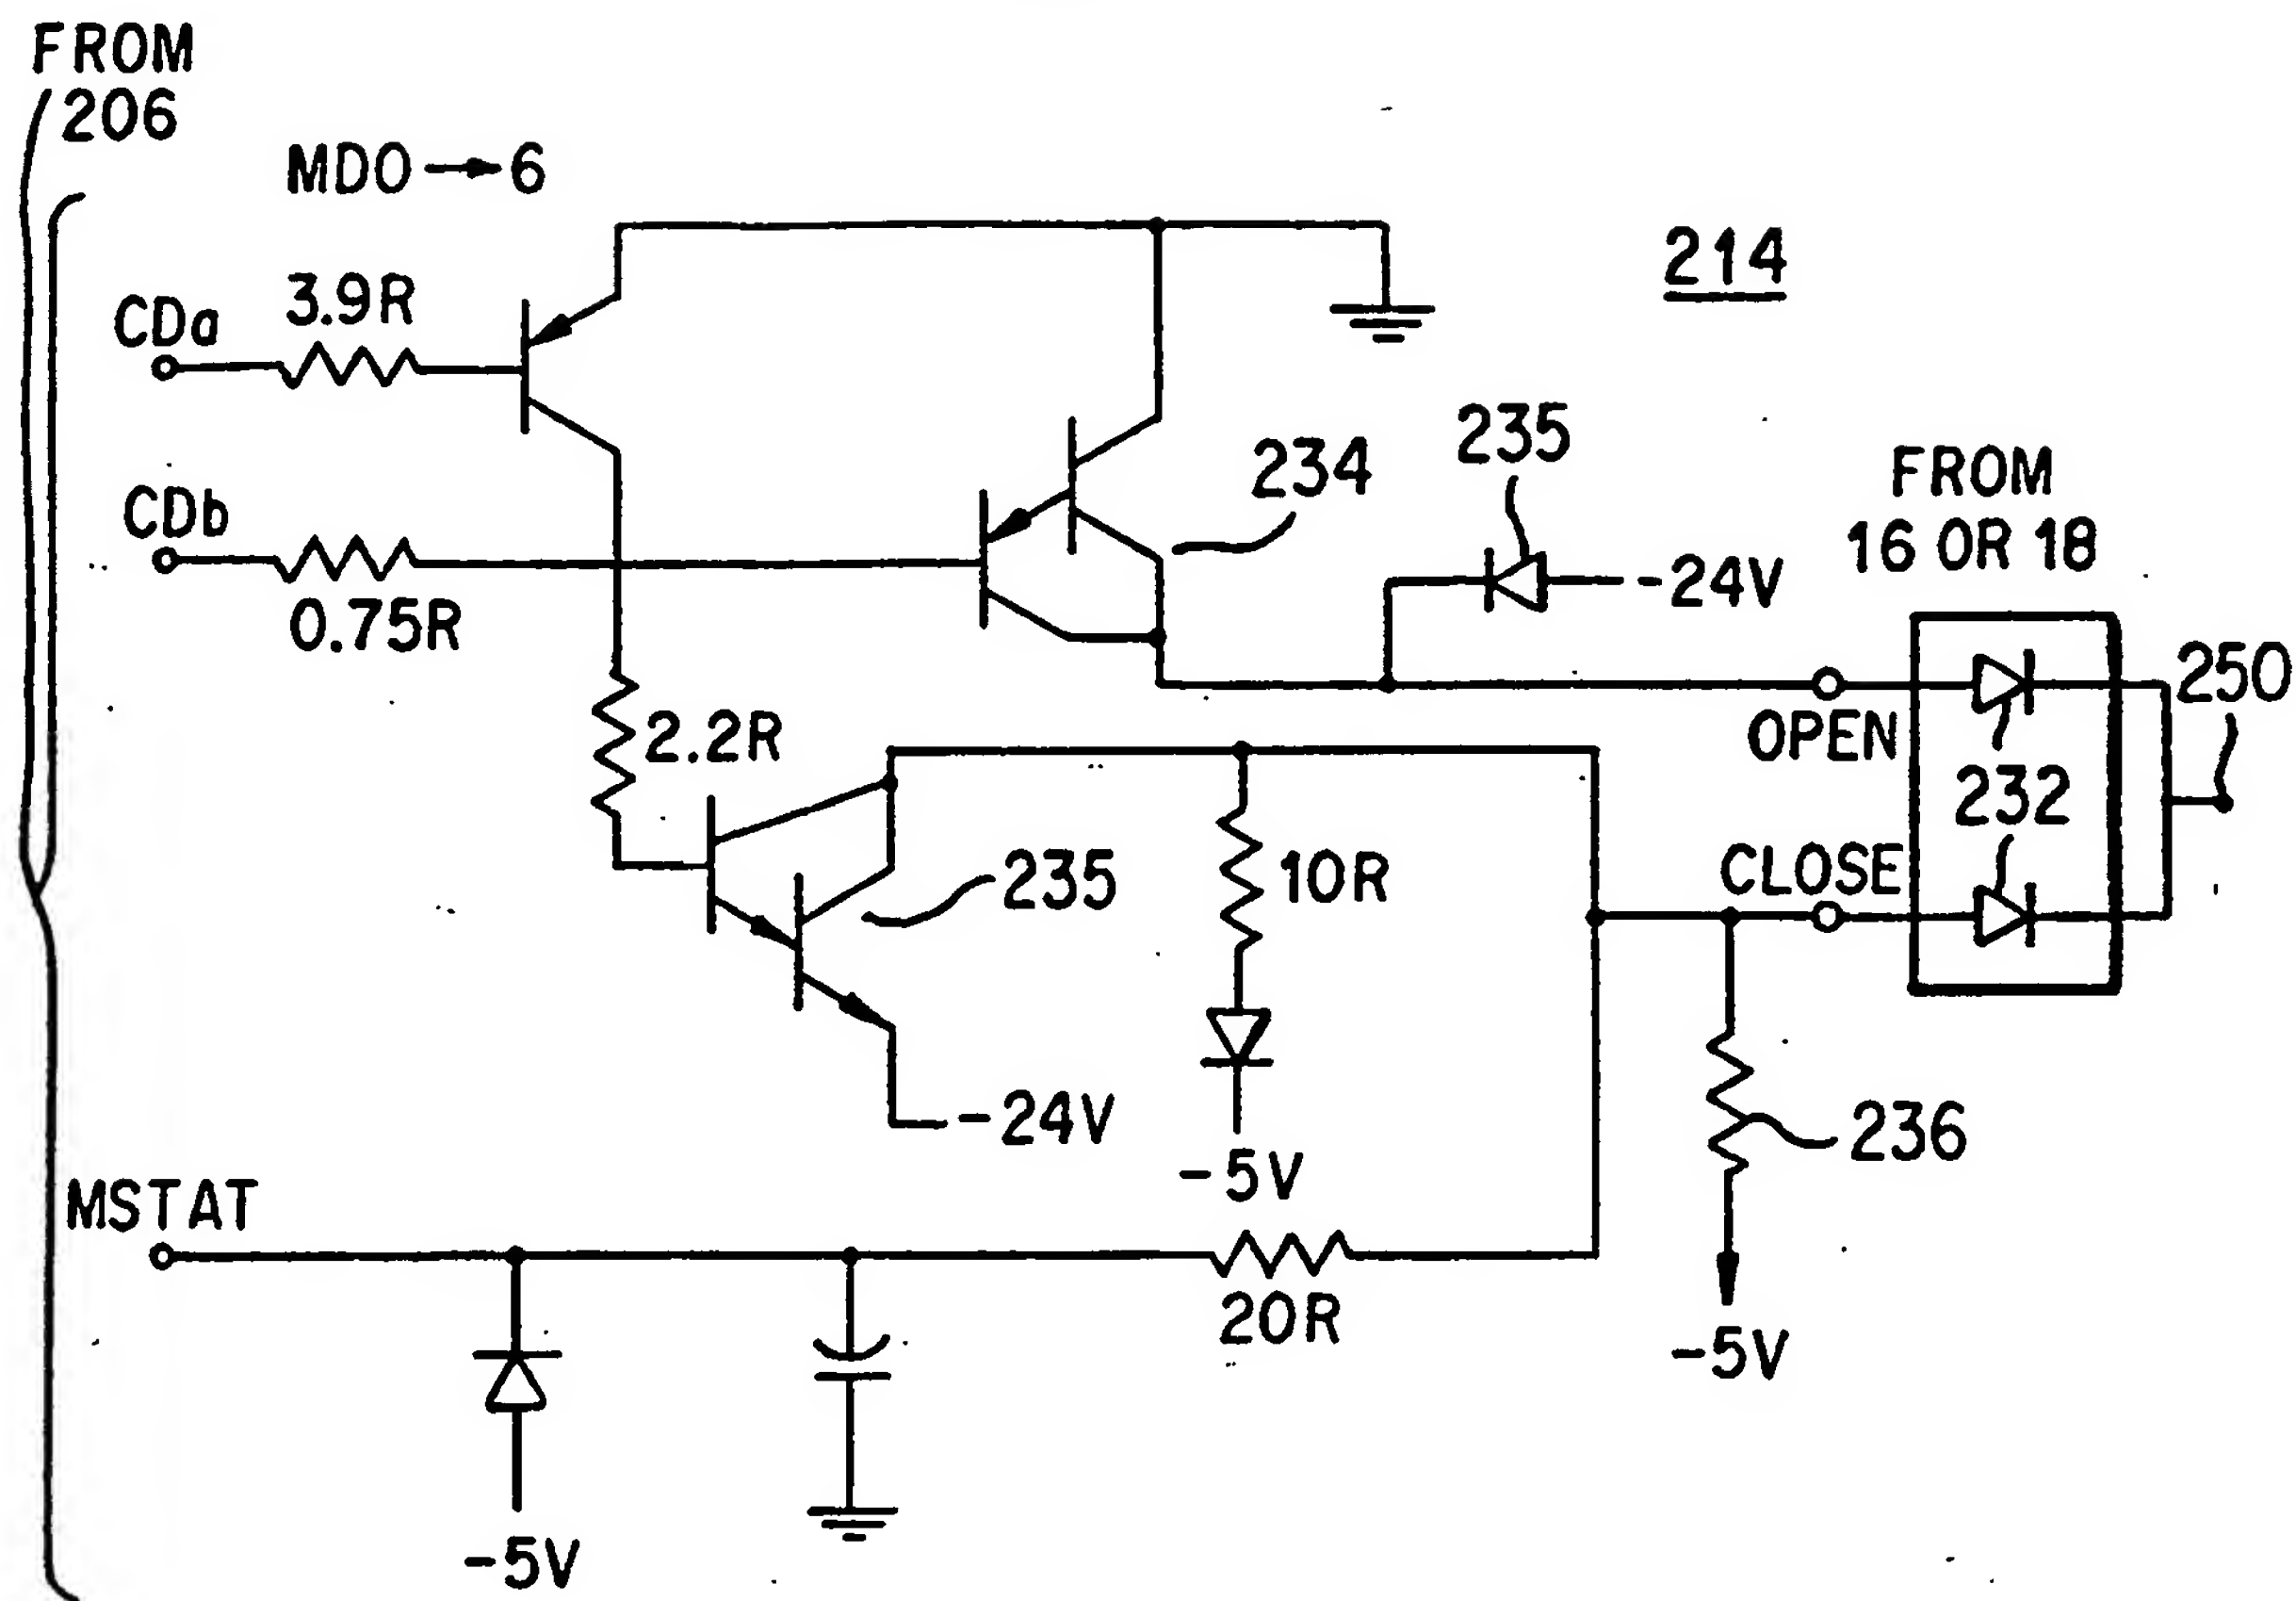 FROM
206
MDO→6
214
CDa
3.9R
CDb
0.75R
234
235
-24V
FROM
16 OR 18
250
OPEN
2.2R
232
CLOSE
235
10R
-24V
-5V
236
-5V
MSTAT
20R
-5V